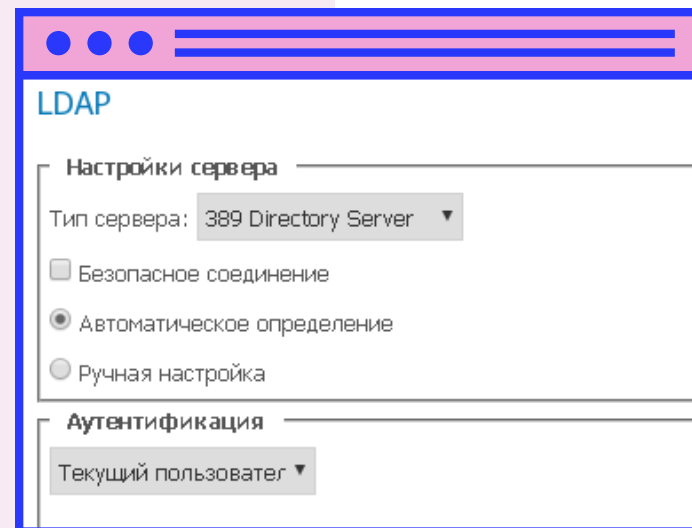 LDAP
Настройки сервера
Тип сервера: 389 Directory Server
Безопасное соединение
Автоматическое определение
Ручная настройка
Аутентификация
Текущий пользовател